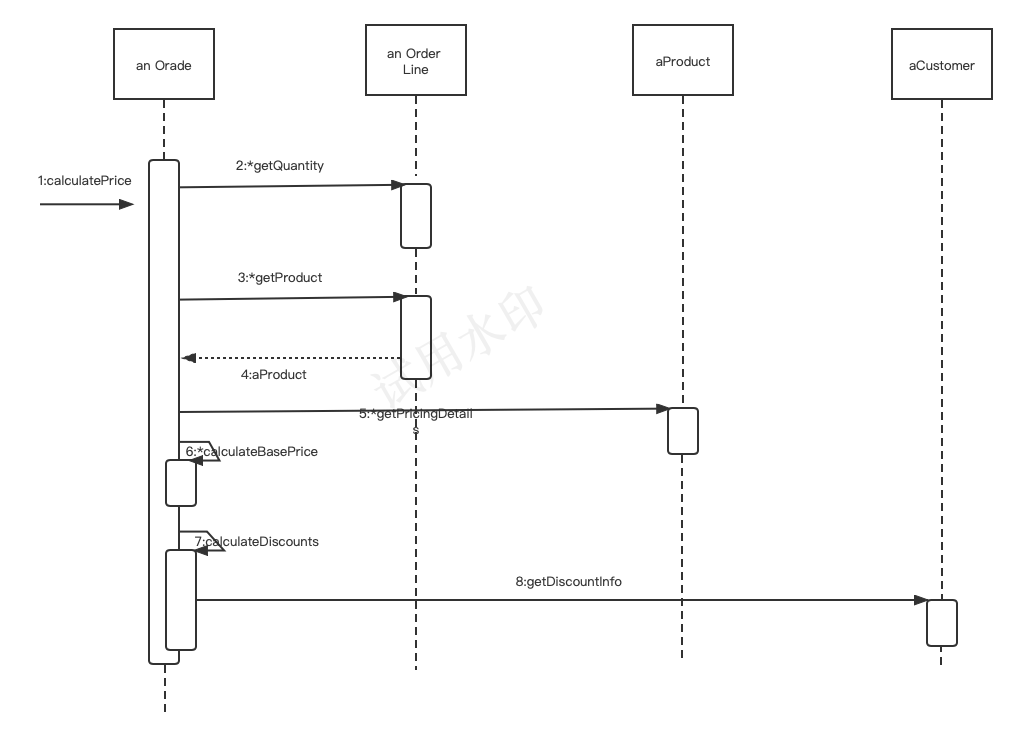 an Orade
an Order
Line
aProduct
aCustomer
1:calculatePrice
2:*getQuantity
3:*getProduct
试用水印
4:aProduct
5:*getPricingDetail
s
6:*calculateBasePrice
7:calculateDiscounts
8:getDiscountInfo